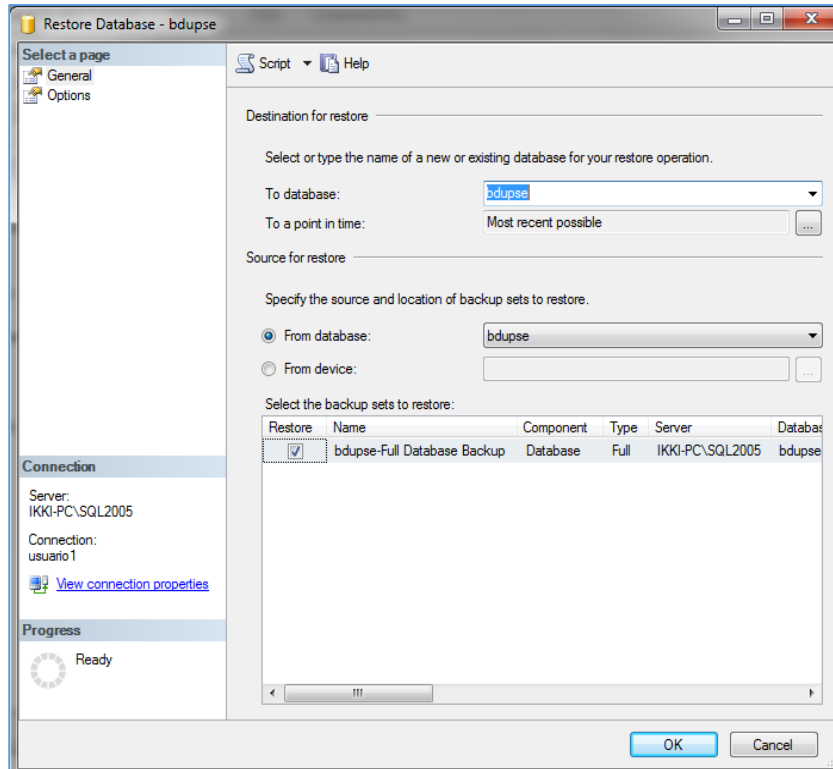 Restore Database - bdupse
Select a page
General
Options
Script Help
Destination for restore
Select or type the name of a new or existing database for your restore operation.
To database: bdupse
To a point in time: Most recent possible ...
Source for restore
Specify the source and location of backup sets to restore.
From database: bdupse
From device: ...
Select the backup sets to restore:
Restore Name Component Type Server Databas
bdupse-Full Database Backup Database Full IKKI-PC\SQL2005 bdupse
Connection
Server:
IKKI-PC\SQL2005
Connection:
usuario1
View connection properties
Progress
Ready
OK Cancel